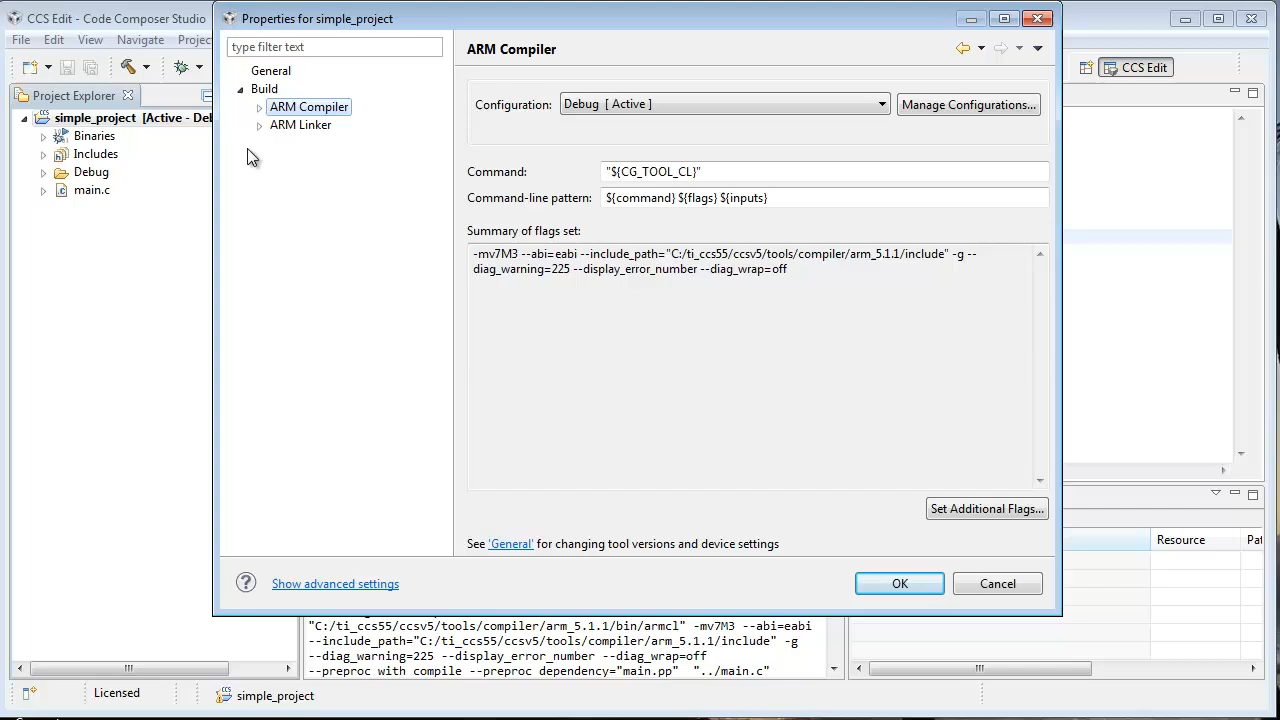 CCS Edit - Code Composer Studio
File Edit View Navigate Projec
Project Explorer
simple_project [Active - Deb
Binaries
Includes
Debug
main.c
Properties for simple_project
type filter text
General
Build
ARM Compiler
ARM Linker
ARM Compiler
Configuration: Debug [ Active ] Manage Configurations...
Command: "${CG_TOOL_CL}"
Command-line pattern: ${command} ${flags} ${inputs}
Summary of flags set:
-mv7M3 --abi=eabi --include_path="C:/ti_ccs55/ccsv5/tools/compiler/arm_5.1.1/include" -g --
diag_warning=225 --display_error_number --diag_wrap=off
Set Additional Flags...
See 'General' for changing tool versions and device settings
Show advanced settings
OK Cancel
CCS Edit
Resource Pat
"C:/ti_ccs55/ccsv5/tools/compiler/arm_5.1.1/bin/armcl" -mv7M3 --abi=eabi
--include_path="C:/ti_ccs55/ccsv5/tools/compiler/arm_5.1.1/include" -g
--diag_warning=225 --display_error_number --diag_wrap=off
--preproc_with_compile --preproc_dependency="main.pp" "../main.c"
Licensed
simple_project